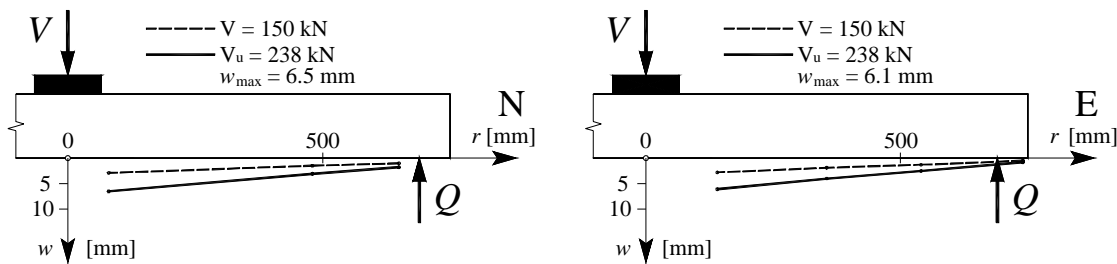 V
V = 150 kN
Vu = 238 kN
wmax = 6.5 mm
N
0
500
r [mm]
5
10
Q
w [mm]
V
V = 150 kN
Vu = 238 kN
wmax = 6.1 mm
E
0
500
r [mm]
5
10
Q
w [mm]